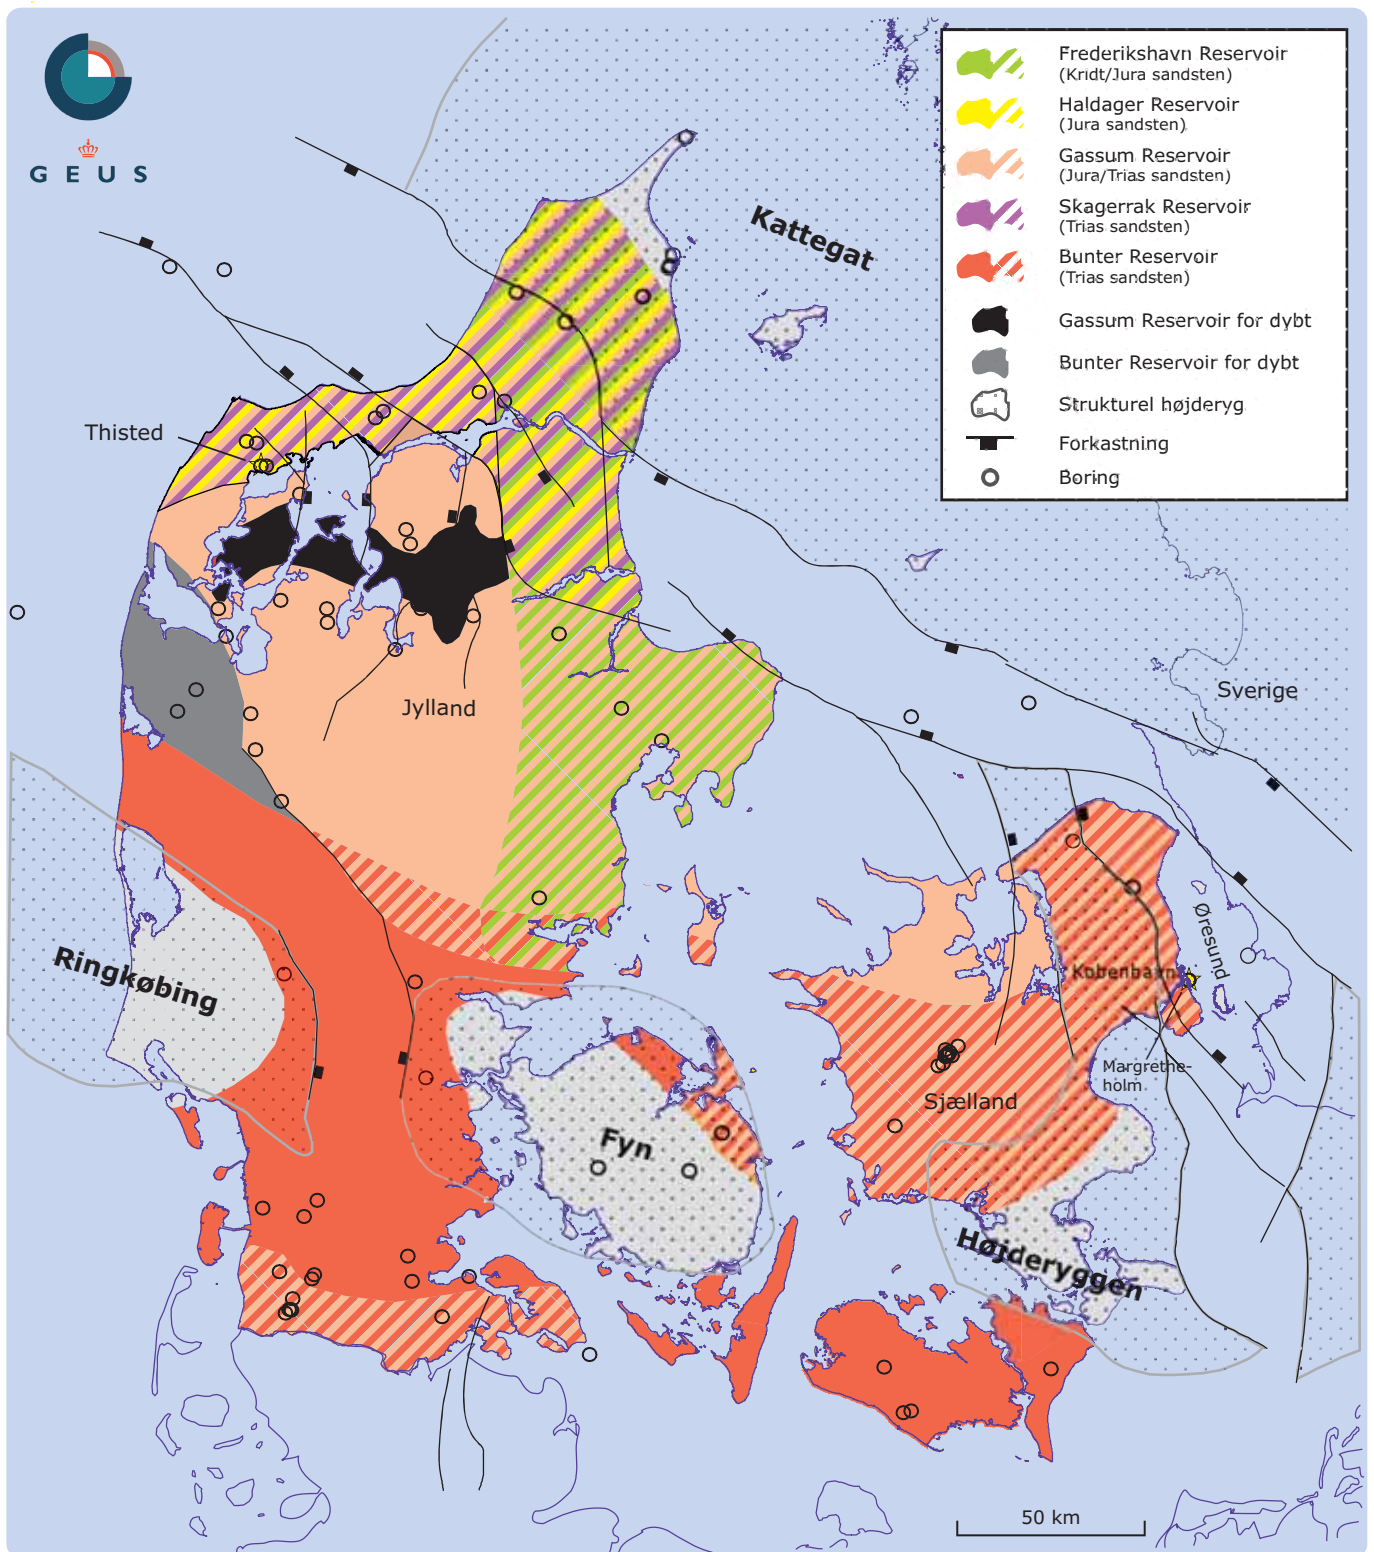 GEUS
Frederikshavn Reservoir
(Kridt/Jura sandsten)
Haldager Reservoir
(Jura sandsten)
Gassum Reservoir
(Jura/Trias sandsten)
Skagerrak Reservoir
(Trias sandsten)
Bunter Reservoir
(Trias sandsten)
Gassum Reservoir for dybt
Bunter Reservoir for dybt
Strukturel højderyg
Forkastning
Boring
Kattegat
Thisted
Sverige
Jylland
Øresund
Ringkøbing
København
Margrethe-
holm
Sjælland
Fyn
Højderyggen
50 km